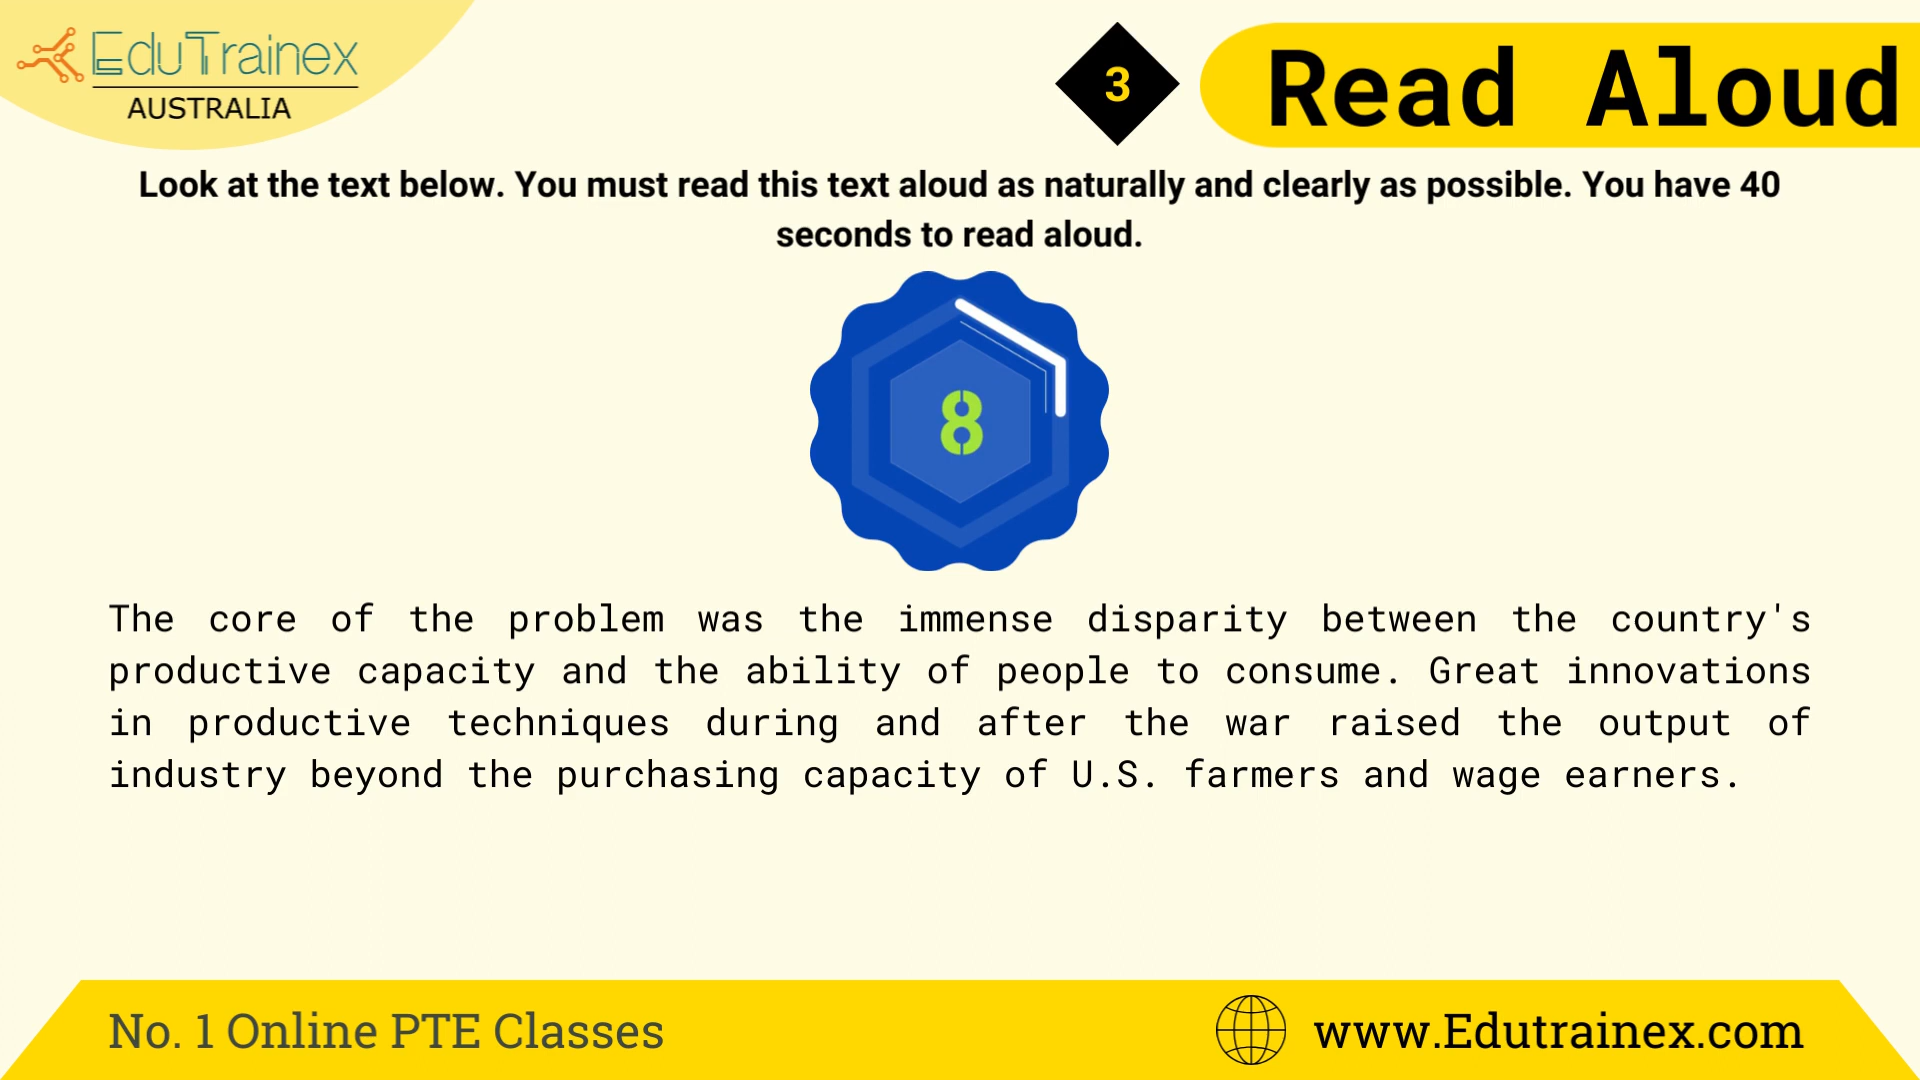 EduTrainex
AUSTRALIA
3
Read Aloud
Look at the text below. You must read this text aloud as naturally and clearly as possible. You have 40
seconds to read aloud.
8
The core of the problem was the immense disparity between the country's
productive capacity and the ability of people to consume. Great innovations
in productive techniques during and after the war raised the output of
industry beyond the purchasing capacity of U.S. farmers and wage earners.
No. 1 Online PTE Classes
www.Edutrainex.com